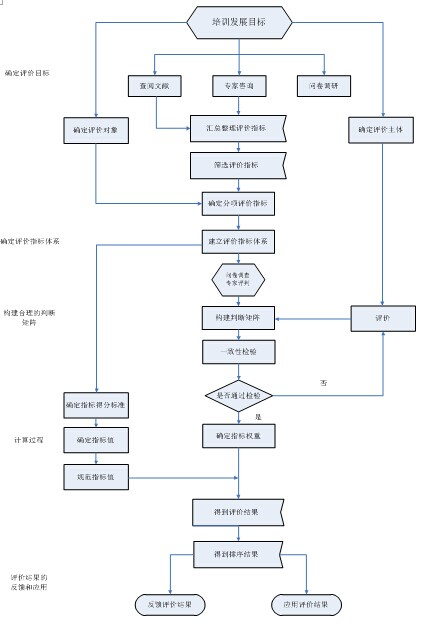 培训发展目标
确定评价目标
查阅文献
专家咨询
问卷调研
确定评价对象
汇总整理评价指标
确定评价主体
筛选评价指标
确定分项评价指标
确定评价指标体系
建立评价指标体系
问卷调查
专家评判
构建合理的判断
矩阵
构建判断矩阵
评价
一致性检验
否
是否通过检验
确定指标得分标准
是
计算过程
确定指标值
确定指标权重
规范指标值
得到评价结果
得到排序结果
评价结果的
反馈和应用
反馈评价结果
应用评价结果